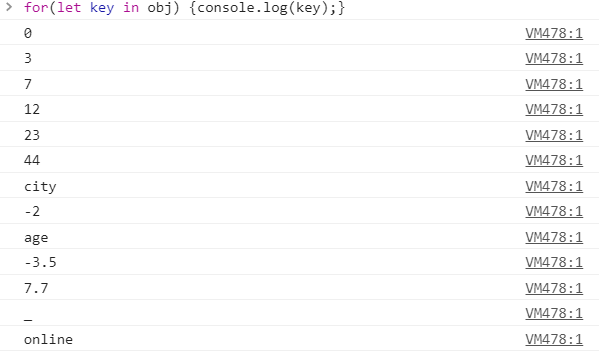 > for(let key in obj) {console.log(key);}
0 VM478:1
3 VM478:1
7 VM478:1
12 VM478:1
23 VM478:1
44 VM478:1
city VM478:1
-2 VM478:1
age VM478:1
-3.5 VM478:1
7.7 VM478:1
_ VM478:1
online VM478:1